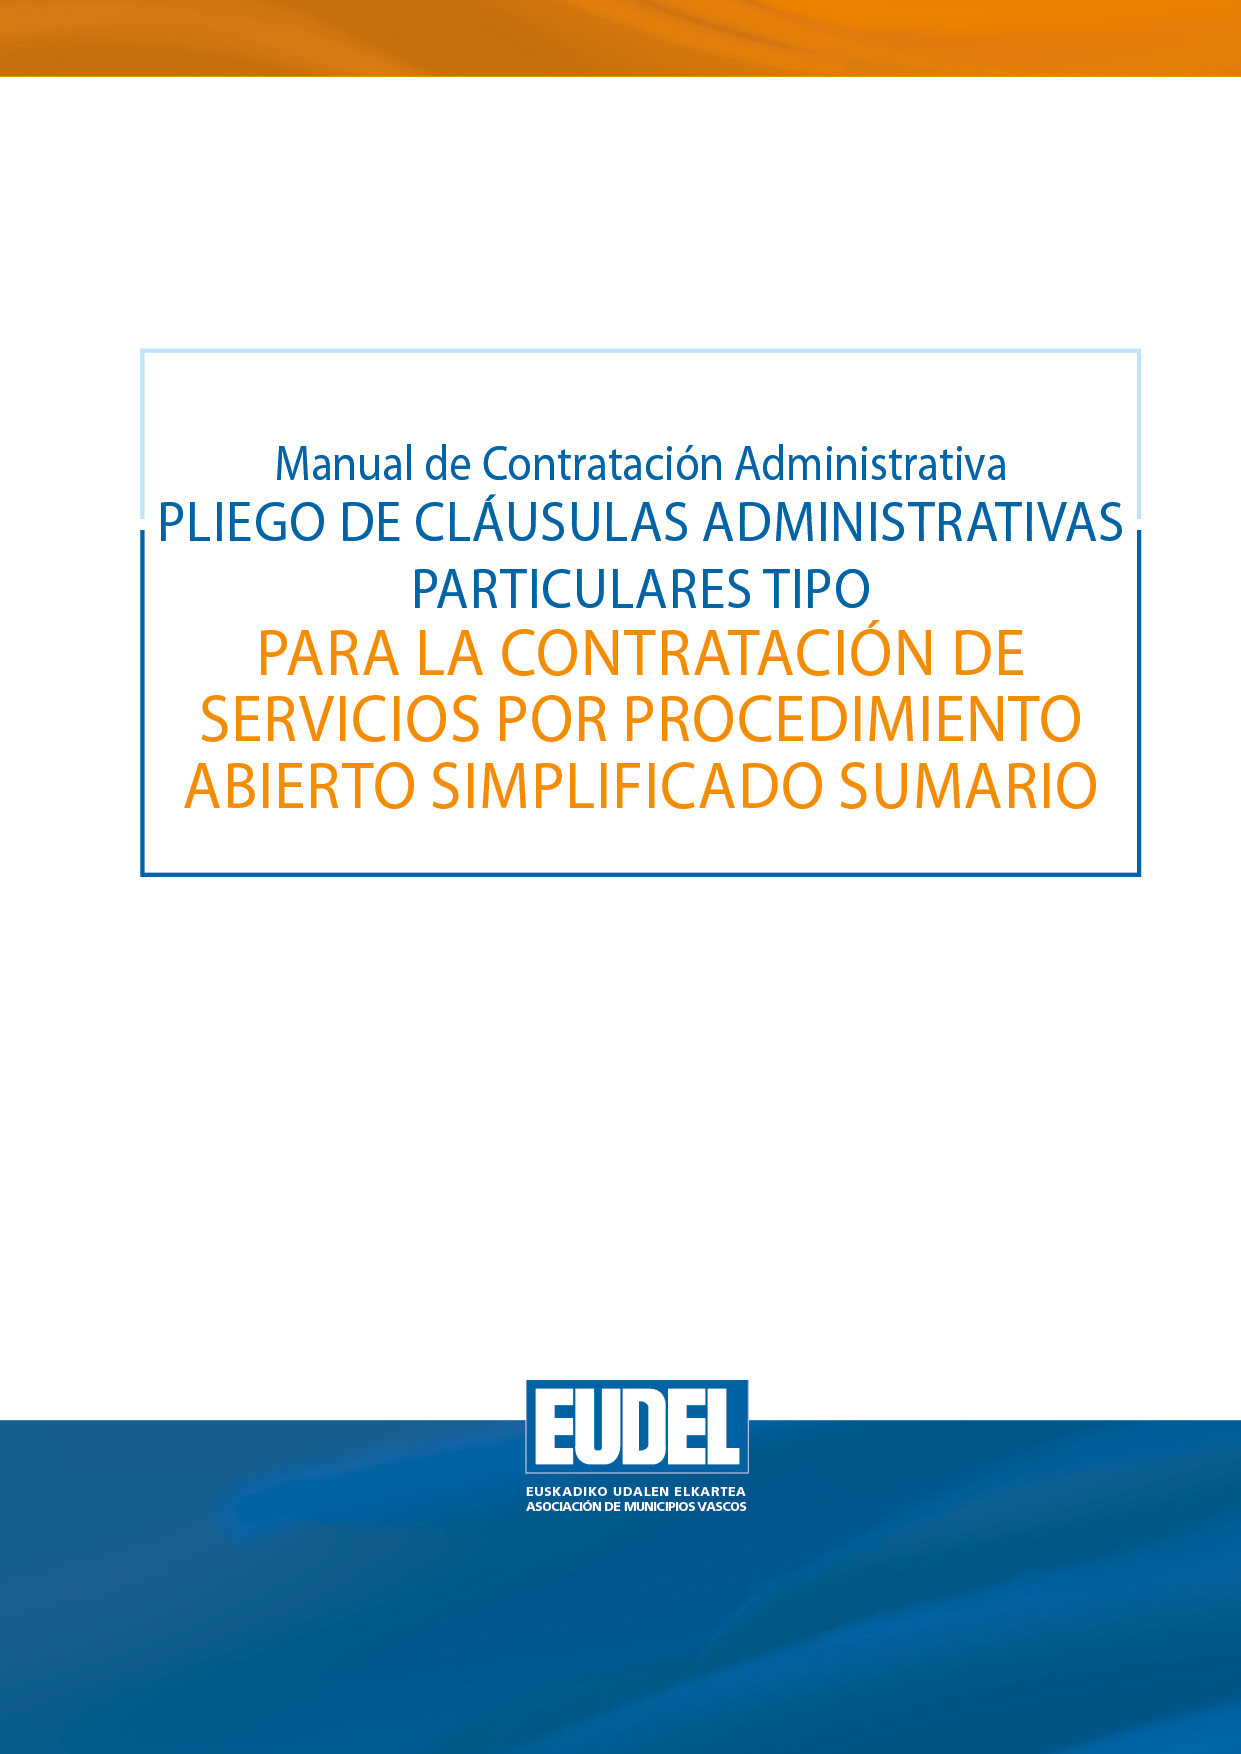 Manual de Contratación Administrativa
PLIEGO DE CLÁUSULAS ADMINISTRATIVAS
PARTICULARES TIPO
PARA LA CONTRATACIÓN DE
SERVICIOS POR PROCEDIMIENTO
ABIERTO SIMPLIFICADO SUMARIO
EUDEL
EUSKADIKO UDALEN ELKARTEA
ASOCIACIÓN DE MUNICIPIOS VASCOS